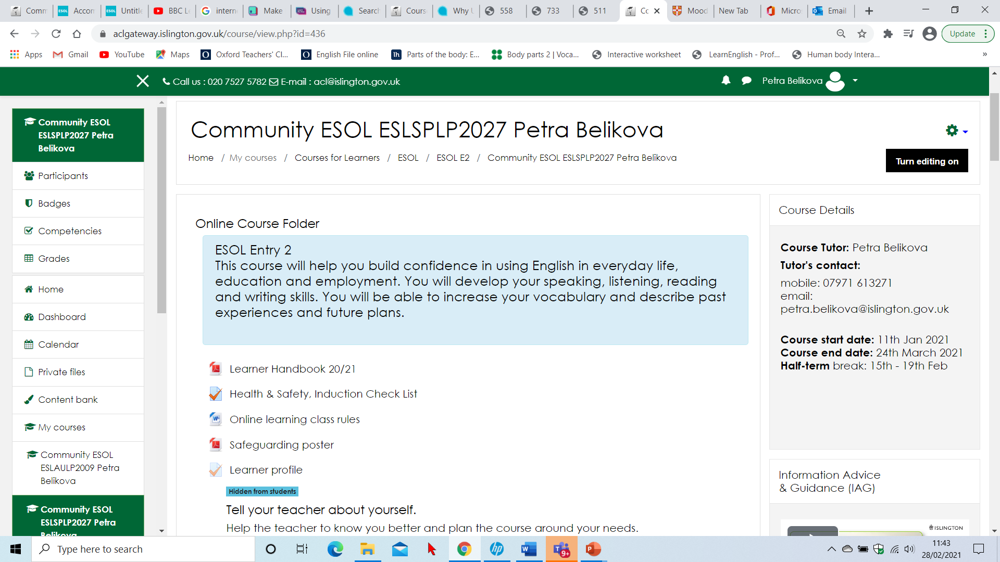 Comm
Accom
Untitle
BBC Le
intern
Make
Using
Search
Course
Why U
558
733
511
Co
Mood
New Tab
Micro
Email
aclgateway.islington.gov.uk/course/view.php?id=436
Update
Apps
Gmail
YouTube
Maps
Oxford Teachers' Cl...
English File online
Parts of the body: E...
Body parts 2 | Voca...
Interactive worksheet
LearnEnglish - Prof...
Human body Intera...
»
Call us : 020 7527 5782 E-mail : acl@islington.gov.uk
Petra Belikova
Community ESOL
ESLSPLP2027 Petra
Belikova
Participants
Badges
Competencies
Grades
Home
Dashboard
Calendar
Private files
Content bank
My courses
Community ESOL
ESLAULP2009 Petra
Belikova
Community ESOL
ESLSPLP2027 Petra
Belikova
Community ESOL ESLSPLP2027 Petra Belikova
Home / My courses / Courses for Learners / ESOL / ESOL E2 / Community ESOL ESLSPLP2027 Petra Belikova
Turn editing on
Online Course Folder
ESOL Entry 2
This course will help you build confidence in using English in everyday life,
education and employment. You will develop your speaking, listening, reading
and writing skills. You will be able to increase your vocabulary and describe past
experiences and future plans.
Learner Handbook 20/21
Health & Safety, Induction Check List
Online learning class rules
Safeguarding poster
Learner profile
Hidden from students
Tell your teacher about yourself.
Help the teacher to know you better and plan the course around your needs.
Course Details
Course Tutor: Petra Belikova
Tutor's contact:
mobile: 07971 613271
email:
petra.belikova@islington.gov.uk
Course start date: 11th Jan 2021
Course end date: 24th March 2021
Half-term break: 15th - 19th Feb
Information Advice
& Guidance (IAG)
ISLINGTON
Type here to search
9+
11:43
28/02/2021